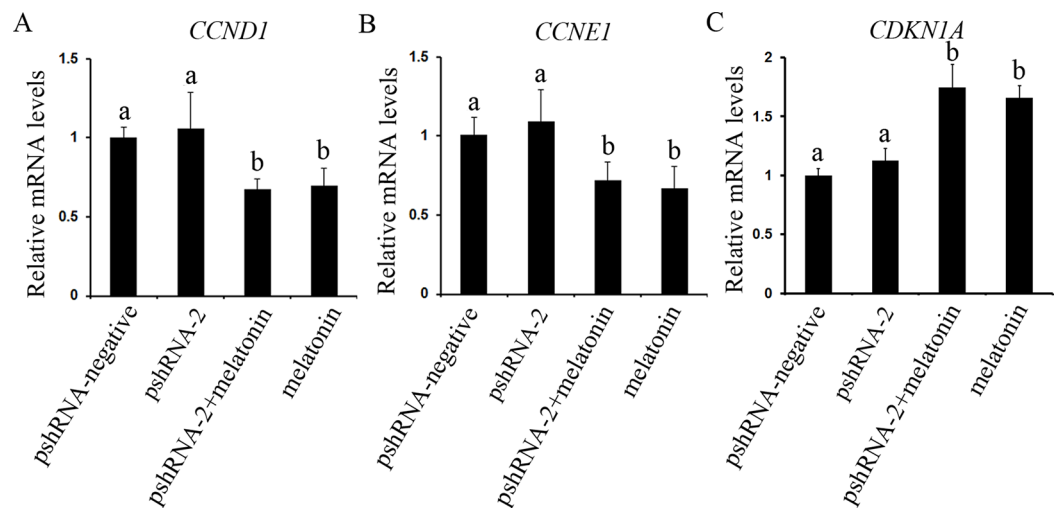 A
CCND1
Relative mRNA levels
1.5
1
0.5
0
a
a
b
b
pshRNA-negative
pshRNA-2
pshRNA-2+melatonin
melatonin
B
CCNE1
Relative mRNA levels
1.5
1
0.5
0
a
a
b
b
pshRNA-negative
pshRNA-2
pshRNA-2+melatonin
melatonin
C
CDKN1A
Relative mRNA levels
2
1.5
1
0.5
0
a
a
b
b
pshRNA-negative
pshRNA-2
pshRNA-2+melatonin
melatonin